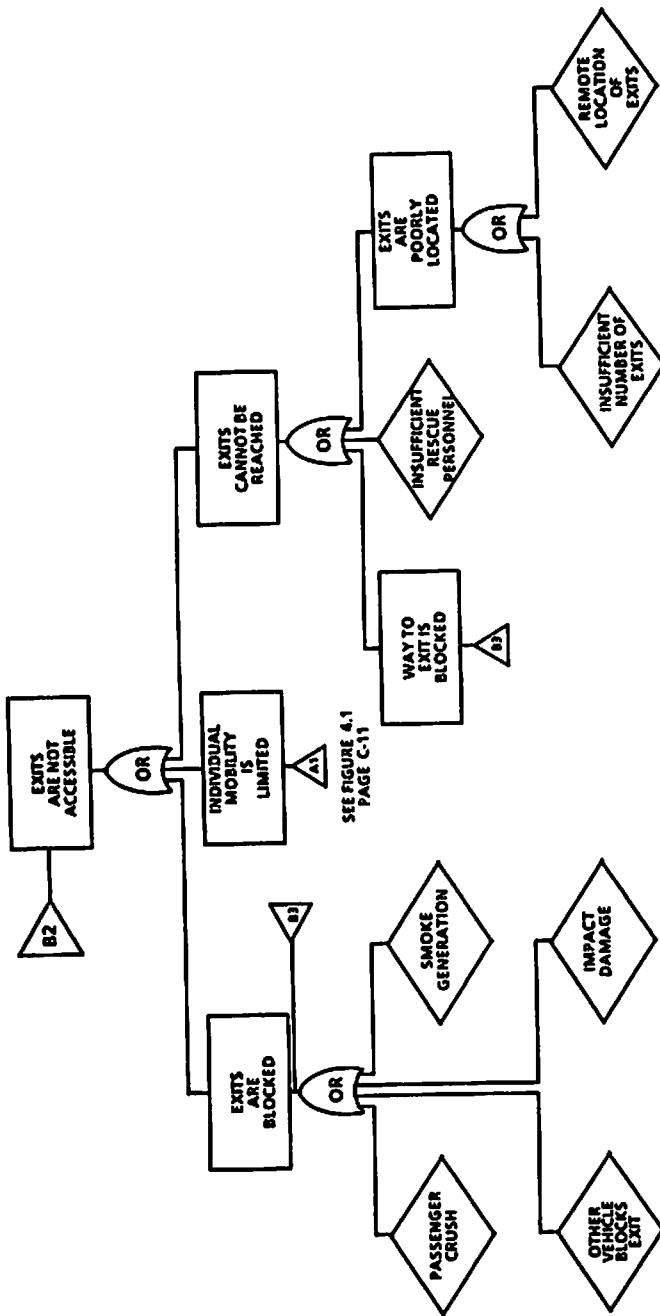 B2
EXITS
ARE NOT
ACCESSIBLE
OR
EXITS
ARE
BLOCKED
B3
INDIVIDUAL
MOBILITY
IS
LIMITED
A1
SEE FIGURE 4.1
PAGE C-11
EXITS
CANNOT BE
REACHED
OR
OR
PASSENGER
CRUSH
SMOKE
GENERATION
OTHER
VEHICLE
BLOCKS
EXIT
IMPACT
DAMAGE
WAY TO
EXIT IS
BLOCKED
B3
INSUFFICIENT
RESCUE
PERSONNEL
EXITS
ARE
POORLY
LOCATED
OR
INSUFFICIENT
NUMBER OF
EXITS
REMOTE
LOCATION
OF
EXITS